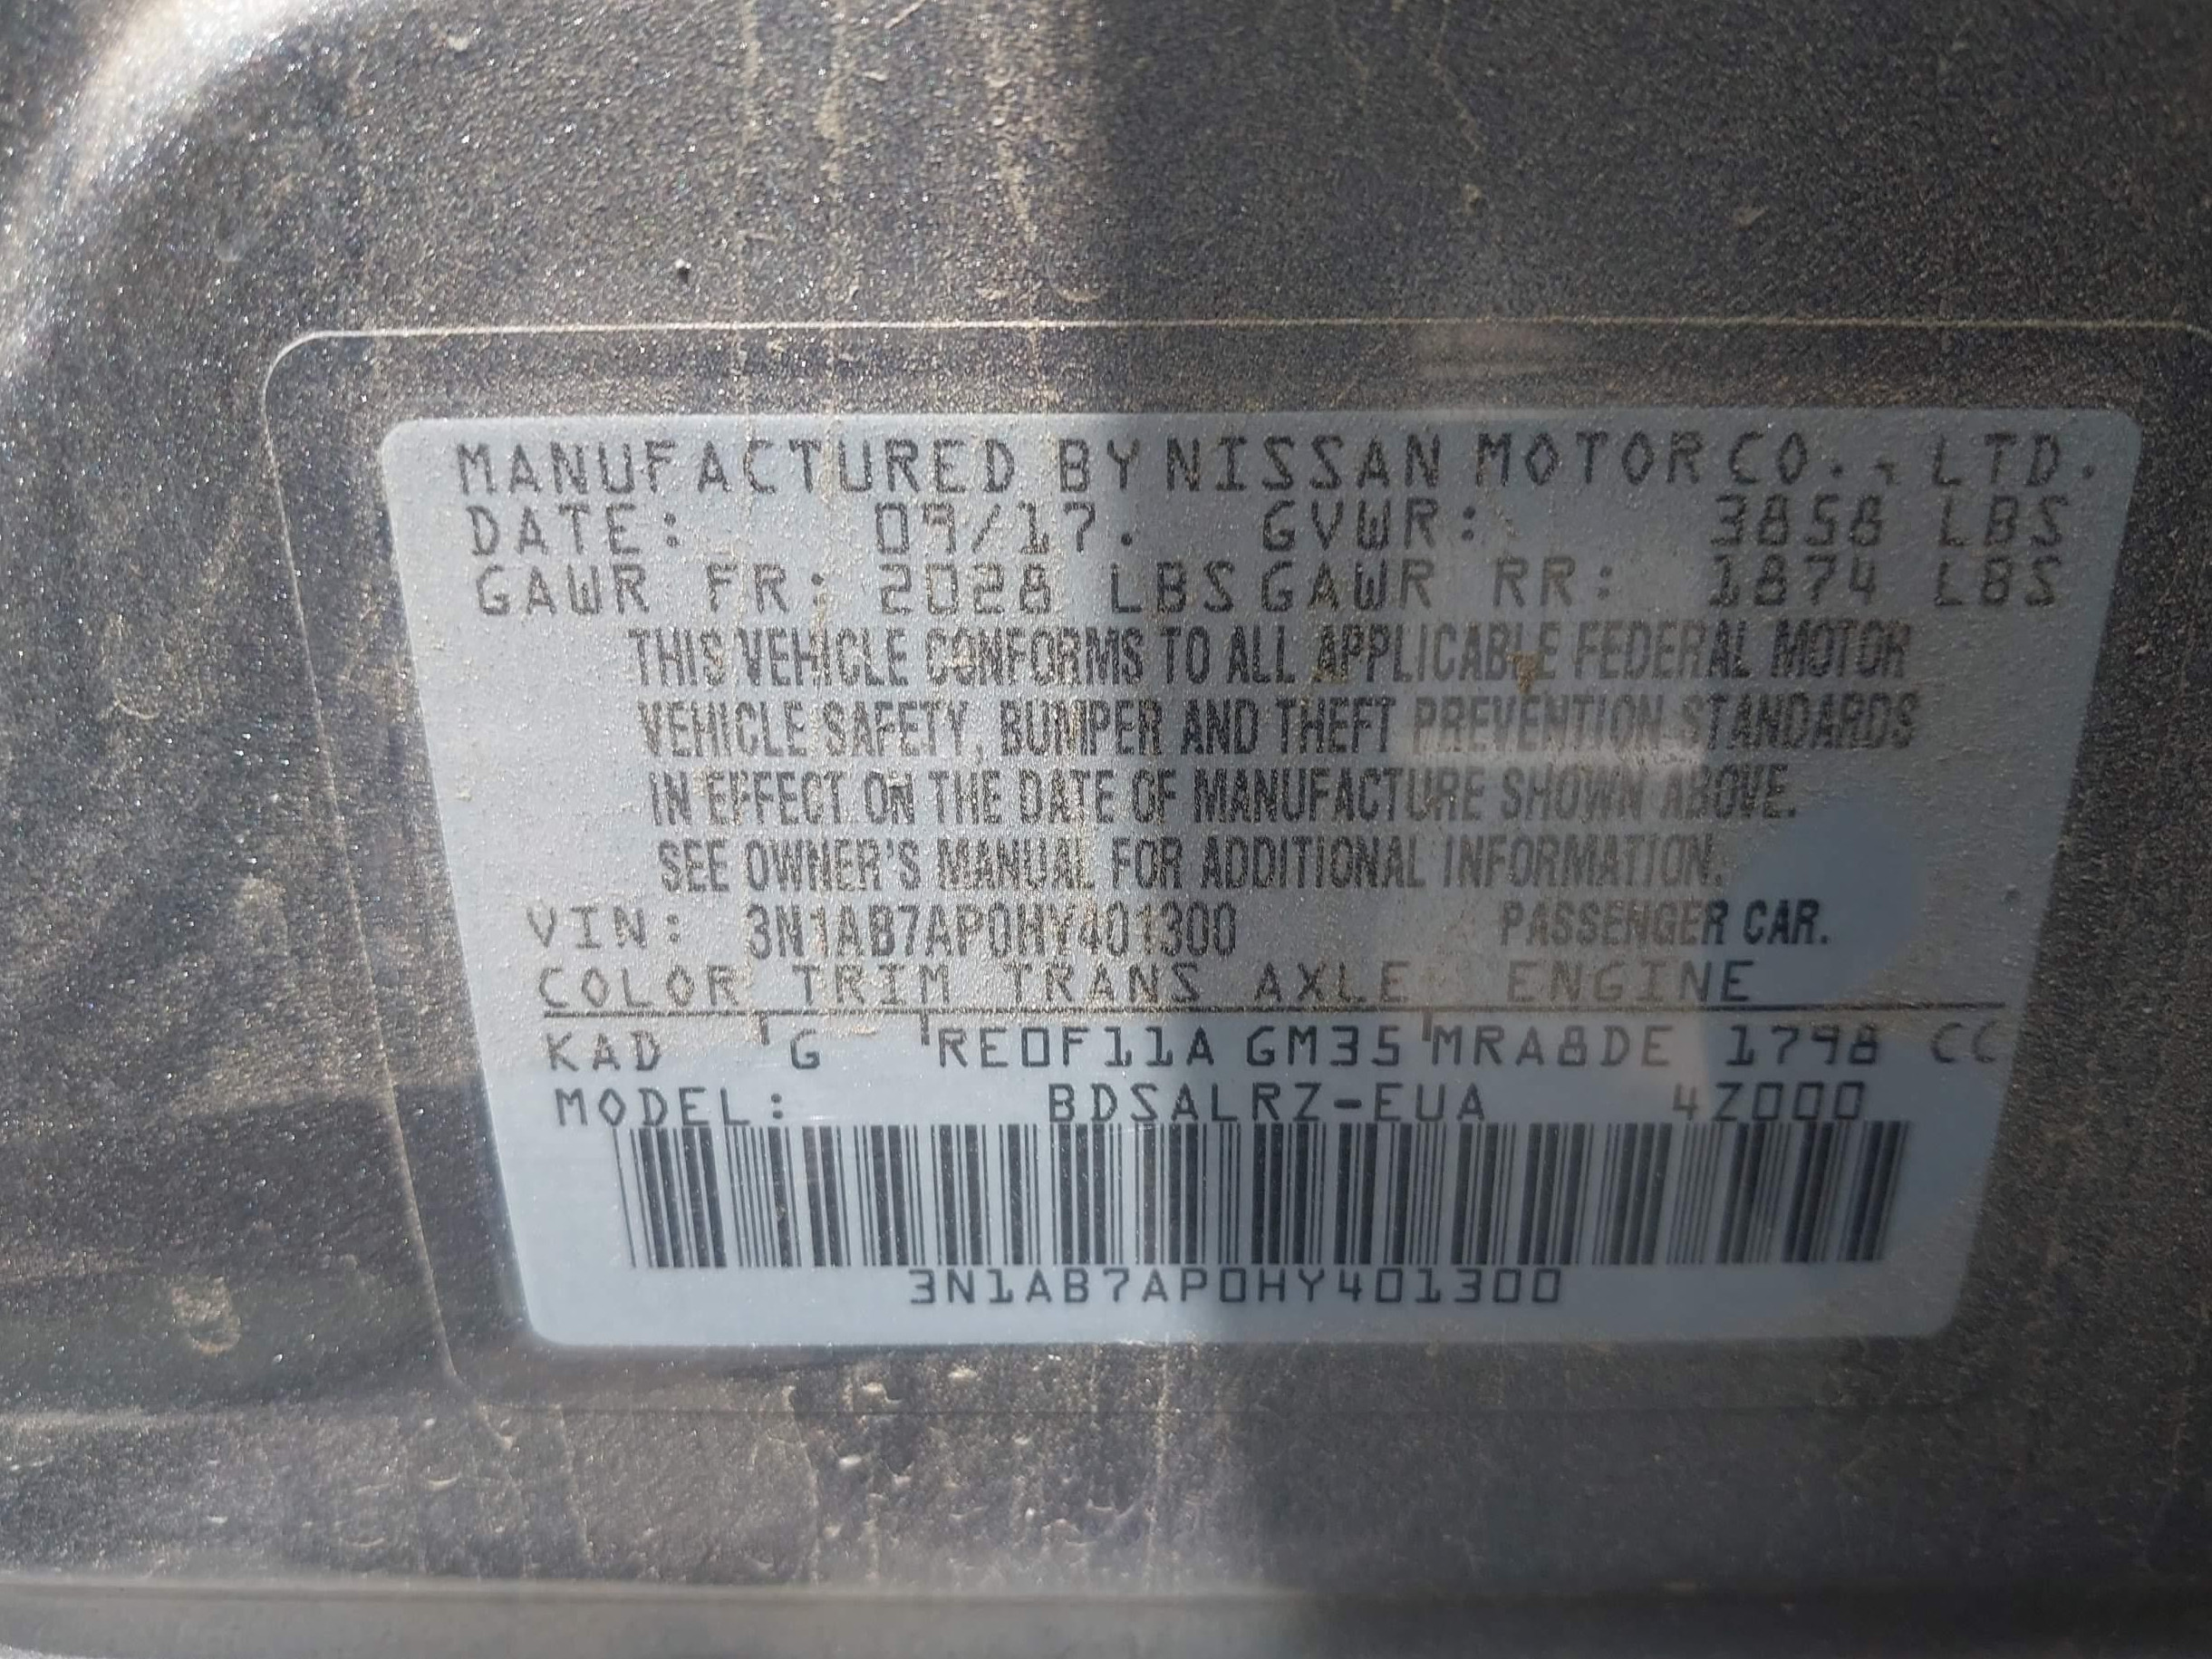 MANUFACTURED BY NISSAN MOTOR CO., LTD.
DATE: 09/17. GVWR: 3858 LBS
GAWR FR: 2028 LBS GAWR RR: 1874 LBS
THIS VEHICLE CONFORMS TO ALL APPLICABLE FEDERAL MOTOR
VEHICLE SAFETY, BUMPER AND THEFT PREVENTION STANDARDS
IN EFFECT ON THE DATE OF MANUFACTURE SHOWN ABOVE.
SEE OWNER'S MANUAL FOR ADDITIONAL INFORMATION.
VIN: 3N1AB7AP0HY401300 PASSENGER CAR.
COLOR TRIM TRANS AXLE ENGINE
KAD G RE0F11A GM35 MRA8DE 1798 CC
MODEL: BDSALRZ-EUA 4Z000
3N1AB7AP0HY401300